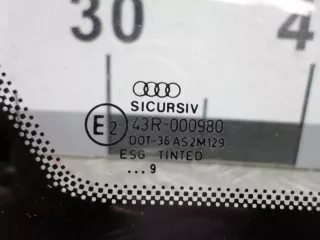 30 4
SICURSIV
E2 43R-000980
DOT-36 AS2M129
ESG TINTED
...9